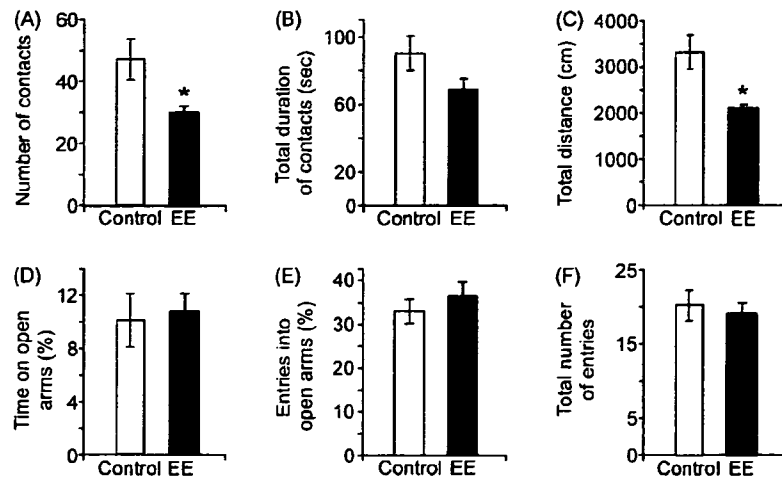 (A)
Number of contacts
60
40
20
0
*
Control EE
(B)
Total duration
of contacts (sec)
100
60
30
0
Control EE
(C)
Total distance (cm)
4000
3000
2000
1000
0
*
Control EE
(D)
Time on open
arms (%)
12
8
4
0
Control EE
(E)
Entries into
open arms (%)
40
30
20
10
0
Control EE
(F)
Total number
of entries
25
15
5
0
Control EE